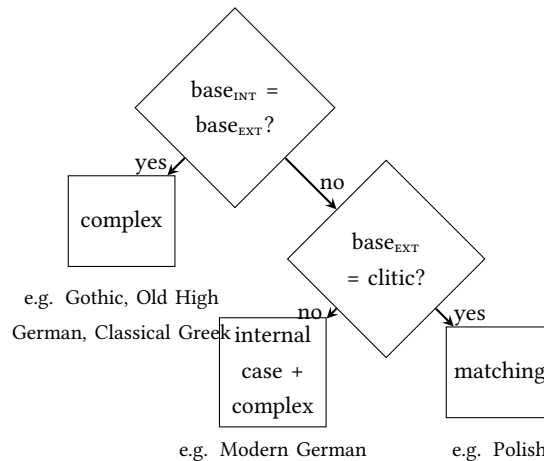 base_INT =
base_EXT?
yes
no
complex
base_EXT
= clitic?
e.g. Gothic, Old High
German, Classical Greek
no
yes
internal
case +
complex
matching
e.g. Modern German
e.g. Polish